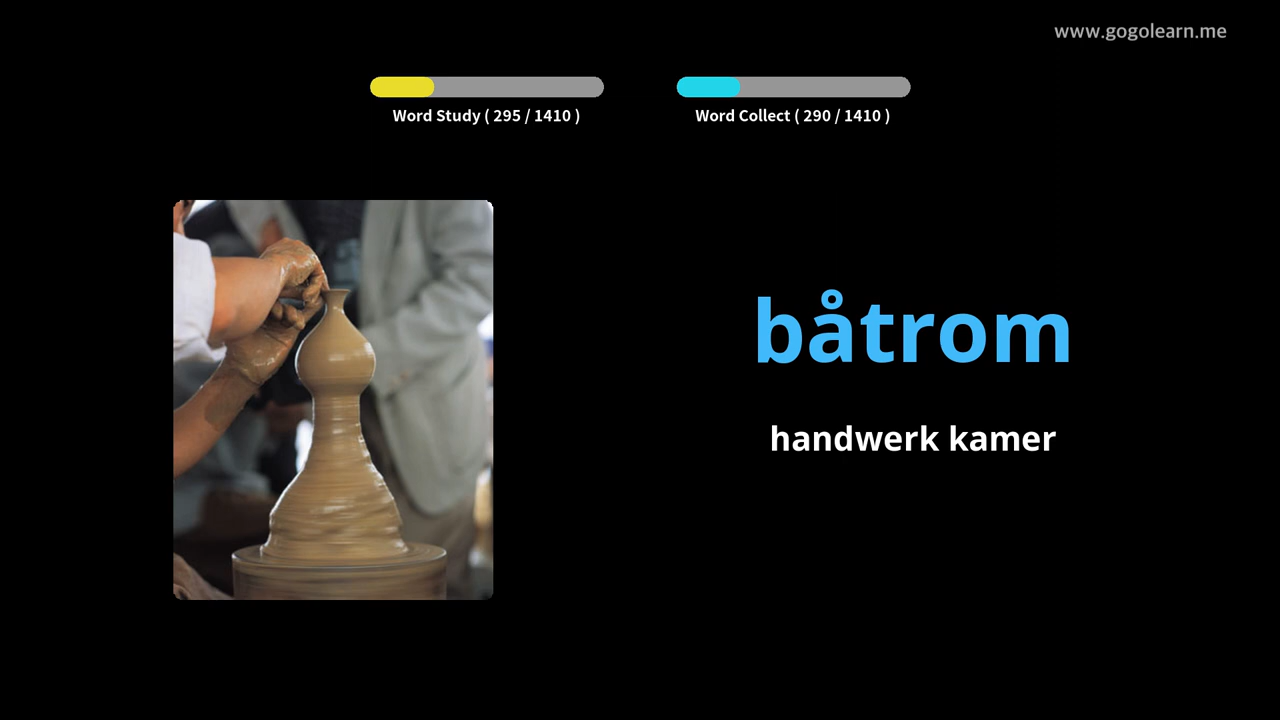 www.gogolearn.me
Word Study ( 295 / 1410 )
Word Collect ( 290 / 1410 )
båtrom
handwerk kamer